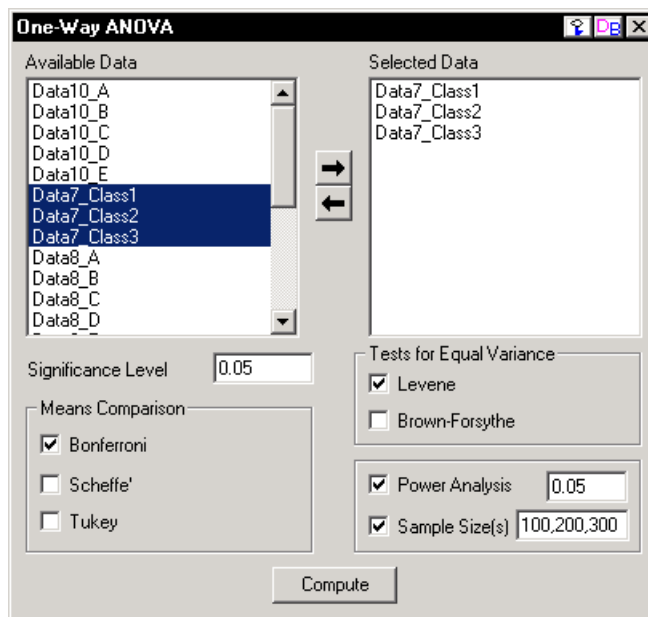 One-Way ANOVA
DB
Available Data
Data10_A
Data10_B
Data10_C
Data10_D
Data10_E
Data7_Class1
Data7_Class2
Data7_Class3
Data8_A
Data8_B
Data8_C
Data8_D
Selected Data
Data7_Class1
Data7_Class2
Data7_Class3
Significance Level 0.05
Means Comparison
Bonferroni
Scheffe'
Tukey
Tests for Equal Variance
Levene
Brown-Forsythe
Power Analysis 0.05
Sample Size(s) 100,200,300
Compute